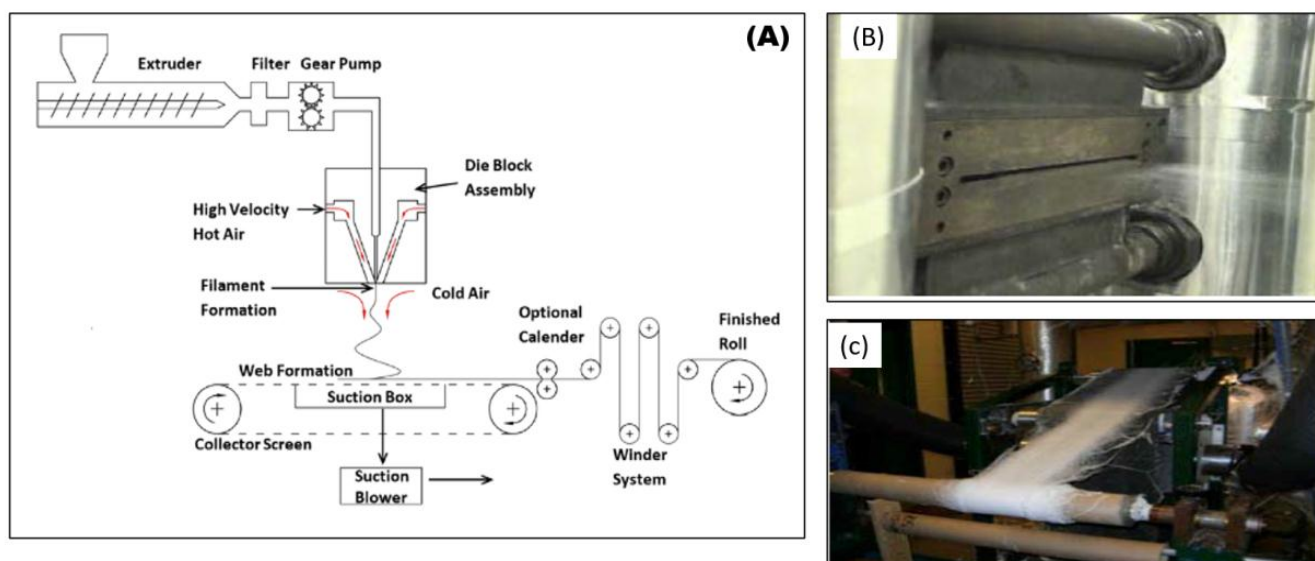 (A)
Extruder
Filter
Gear Pump
Die Block
Assembly
High Velocity
Hot Air
Filament
Formation
Cold Air
Optional
Calender
Finished
Roll
Web Formation
Suction Box
Collector Screen
Winder
System
Suction
Blower
(B)
(c)